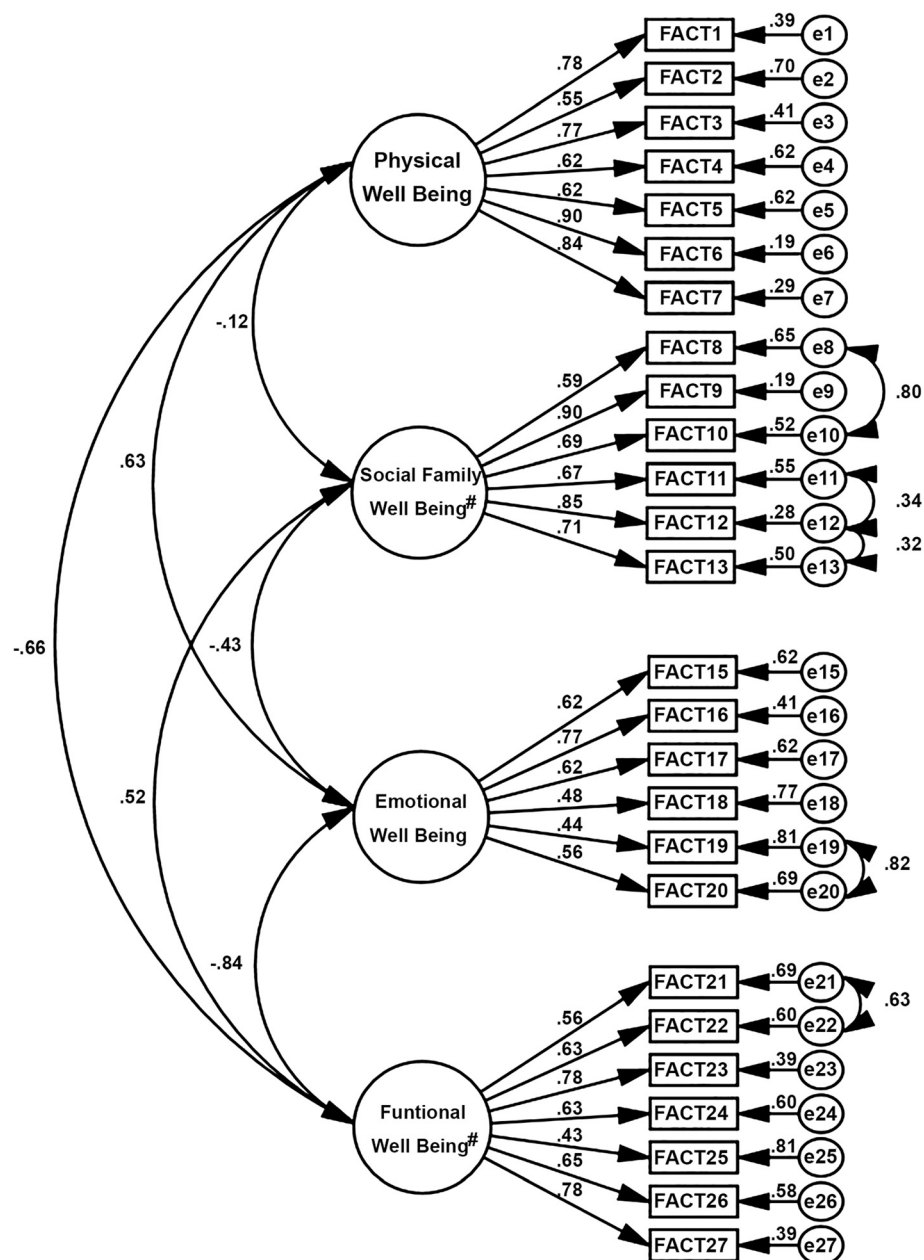 .78 FACT1 .39 e1
.55 FACT2 .70 e2
.77 FACT3 .41 e3
Physical
Well Being
.62 FACT4 .62 e4
.62 FACT5 .62 e5
.90 FACT6 .19 e6
.84 FACT7 .29 e7
-.12
.59 FACT8 .65 e8
.90 FACT9 .19 e9
.80
.69 FACT10 .52 e10
.63
Social Family
Well Being#
.67 FACT11 .55 e11
.34
.85 FACT12 .28 e12
.32
.71 FACT13 .50 e13
-.66
-.43
.62 FACT15 .62 e15
.77 FACT16 .41 e16
.62 FACT17 .62 e17
.52
Emotional
Well Being
.48 FACT18 .77 e18
.44 FACT19 .81 e19
.82
.56 FACT20 .69 e20
-.84
.56 FACT21 .69 e21
.63
.63 FACT22 .60 e22
.78 FACT23 .39 e23
Funtional
Well Being#
.63 FACT24 .60 e24
.43 FACT25 .81 e25
.65 FACT26 .58 e26
.78 FACT27 .39 e27